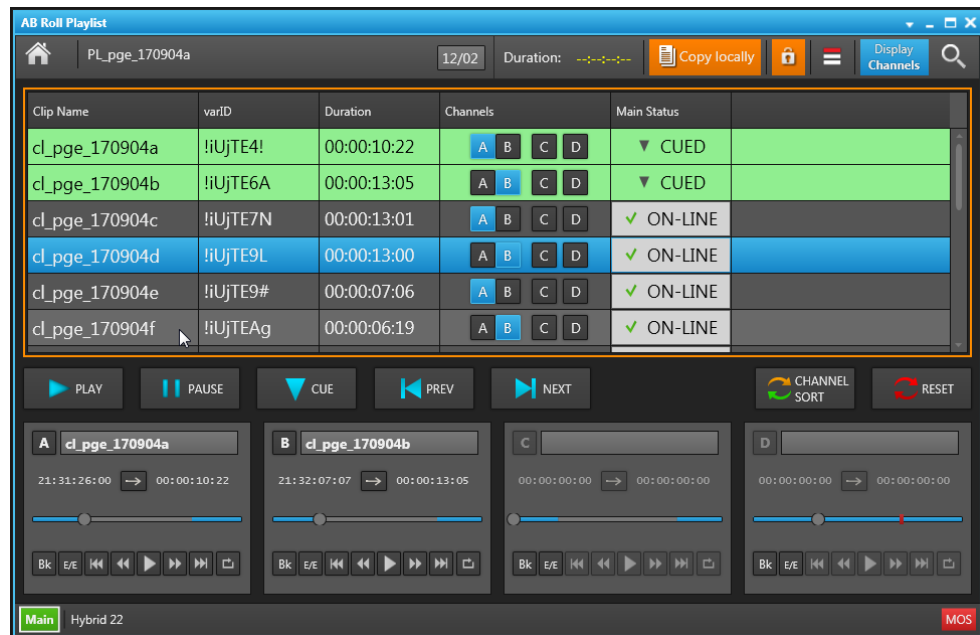 AB Roll Playlist
PL_pge_170904a 12/02 Duration: --:--:--:-- Copy locally Display Channels
Clip Name varID Duration Channels Main Status
cl_pge_170904a !iUjTE4! 00:00:10:22 A B C D CUED
cl_pge_170904b !iUjTE6A 00:00:13:05 A B C D CUED
cl_pge_170904c !iUjTE7N 00:00:13:01 A B C D ON-LINE
cl_pge_170904d !iUjTE9L 00:00:13:00 A B C D ON-LINE
cl_pge_170904e !iUjTE9# 00:00:07:06 A B C D ON-LINE
cl_pge_170904f !iUjTEAg 00:00:06:19 A B C D ON-LINE
PLAY PAUSE CUE PREV NEXT CHANNEL SORT RESET
A cl_pge_170904a B cl_pge_170904b C D
21:31:26:00 00:00:10:22 21:32:07:07 00:00:13:05 00:00:00:00 00:00:00:00 00:00:00:00 00:00:00:00
Bk E/E Bk E/E Bk E/E Bk E/E
Main Hybrid 22 MOS